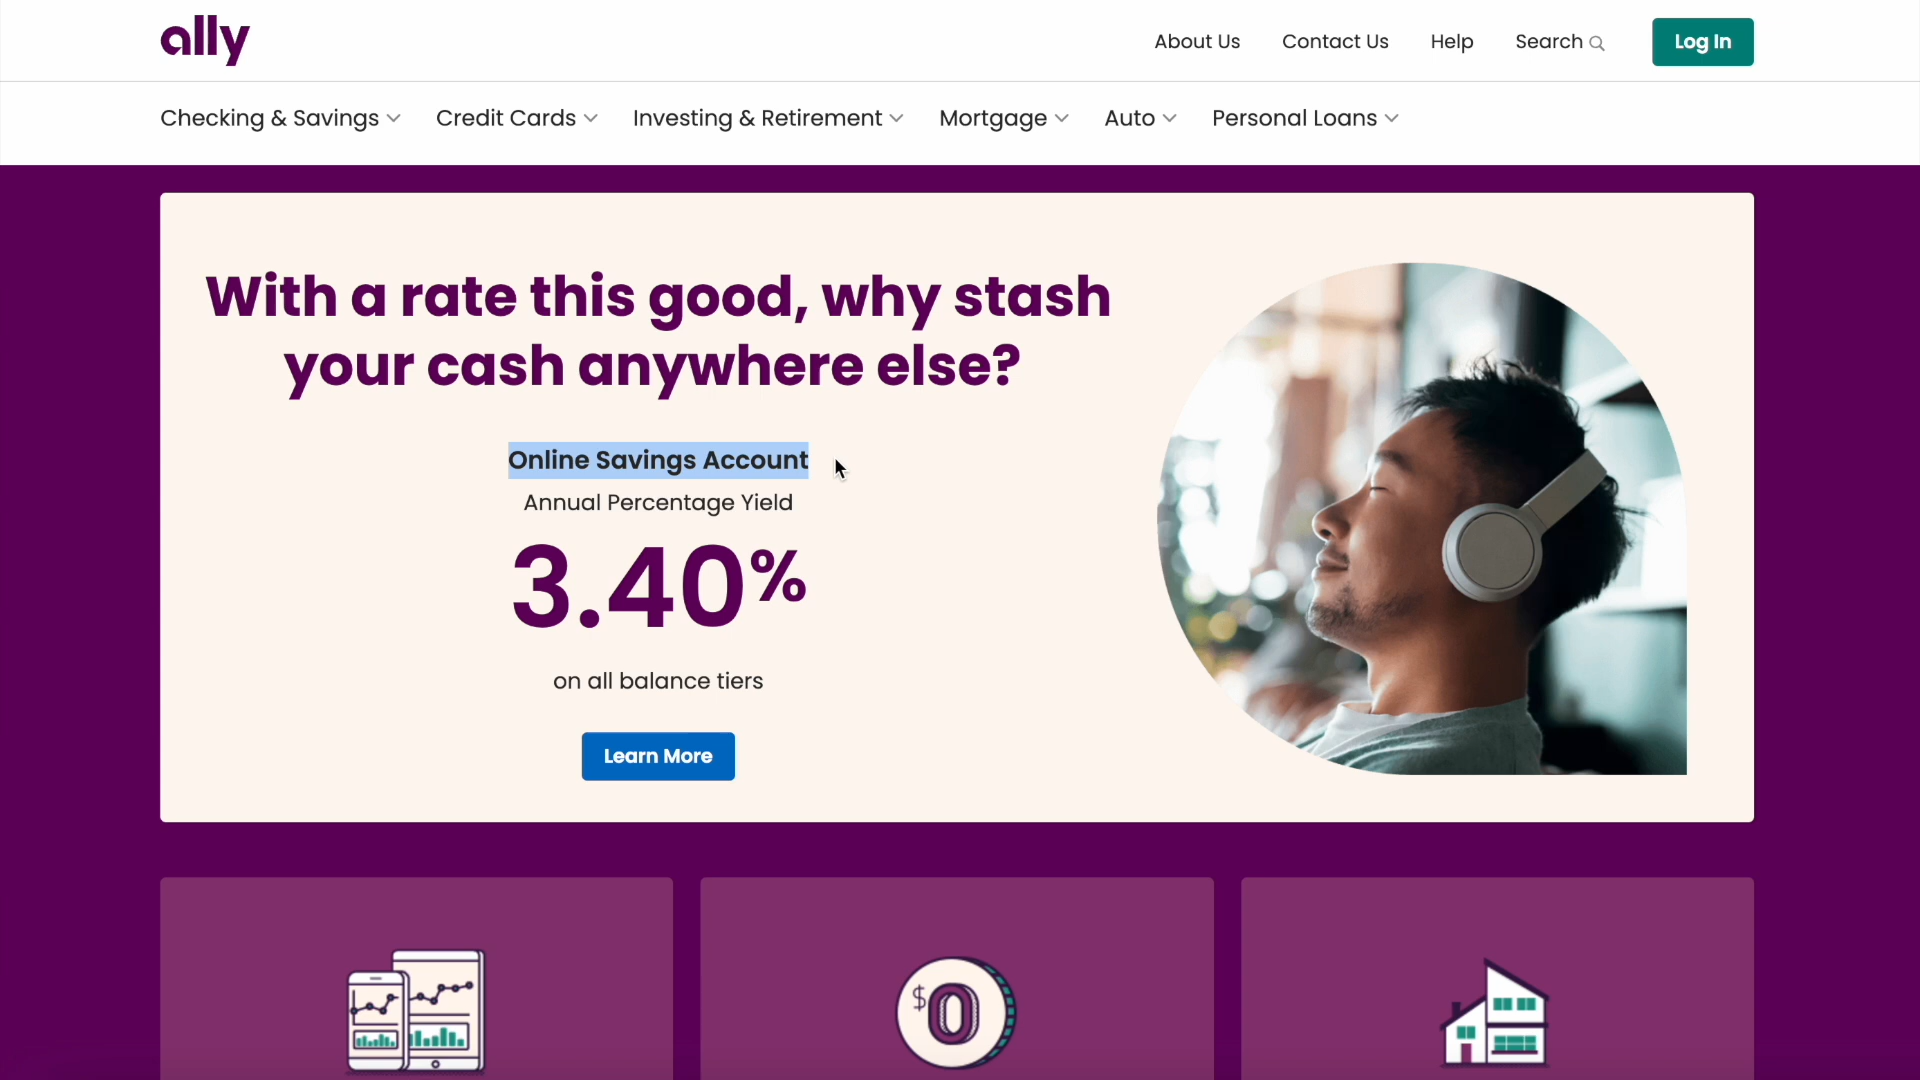 ally
About Us
Contact Us
Help
Search
Log In
Checking & Savings
Credit Cards
Investing & Retirement
Mortgage
Auto
Personal Loans
With a rate this good, why stash
your cash anywhere else?
Online Savings Account
Annual Percentage Yield
3.40%
on all balance tiers
Learn More
$0